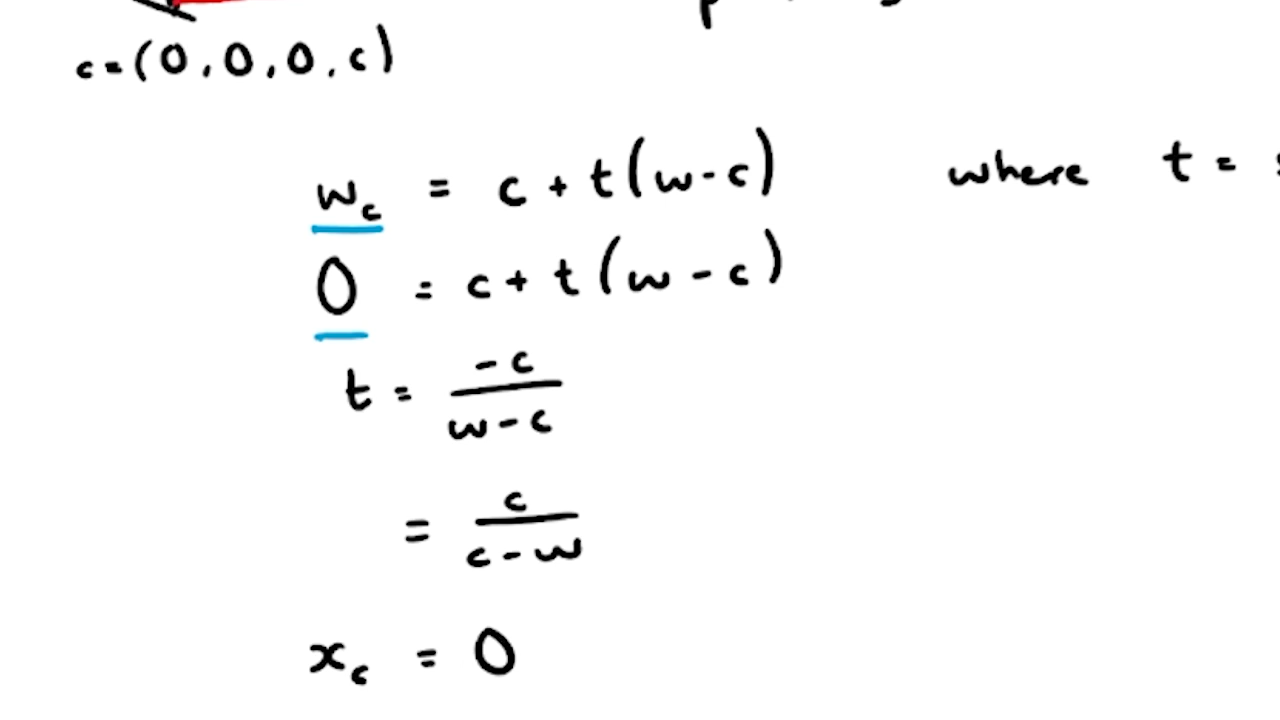 c = (0, 0, 0, c)
w_c = c + t(w - c) where t =
0 = c + t(w - c)
t = -c / w - c
= c / c - w
x_c = 0